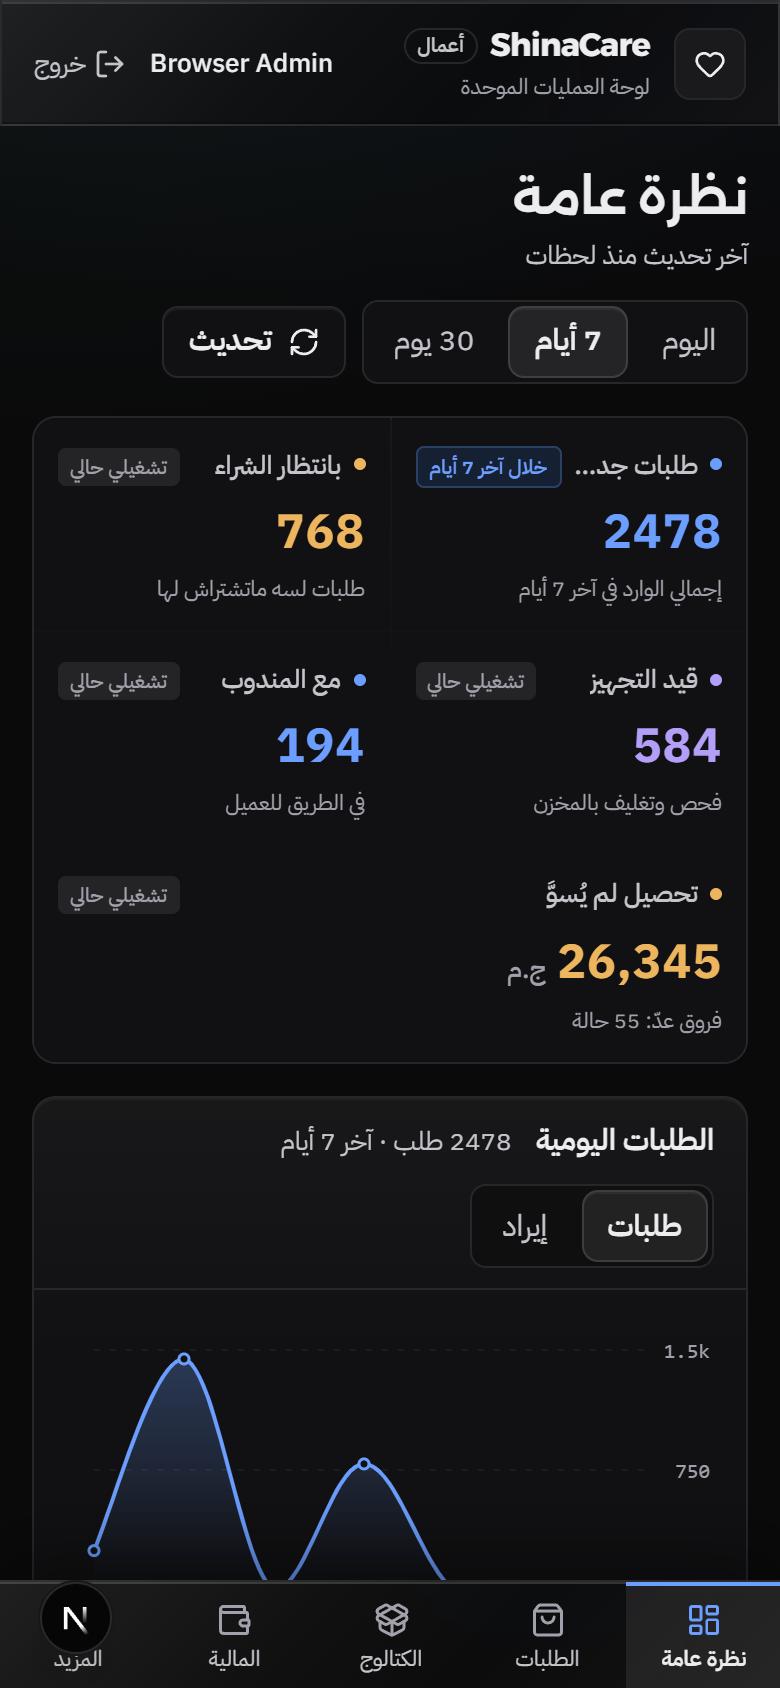 ShinaCare أعمال
لوحة العمليات الموحدة
Browser Admin
خروج
نظرة عامة
آخر تحديث منذ لحظات
اليوم
7 أيام
30 يوم
تحديث
طلبات جد...
خلال آخر 7 أيام
2478
إجمالي الوارد في آخر 7 أيام
بانتظار الشراء
تشغيلي حالي
768
طلبات لسه ماتشتراش لها
قيد التجهيز
تشغيلي حالي
584
فحص وتغليف بالمخزن
مع المندوب
تشغيلي حالي
194
في الطريق للعميل
تحصيل لم يُسوَّ
تشغيلي حالي
26,345 ج.م
فروق عدّ: 55 حالة
الطلبات اليومية
2478 طلب · آخر 7 أيام
طلبات
إيراد
1.5k
750
نظرة عامة
الطلبات
الكتالوج
المالية
المزيد
N